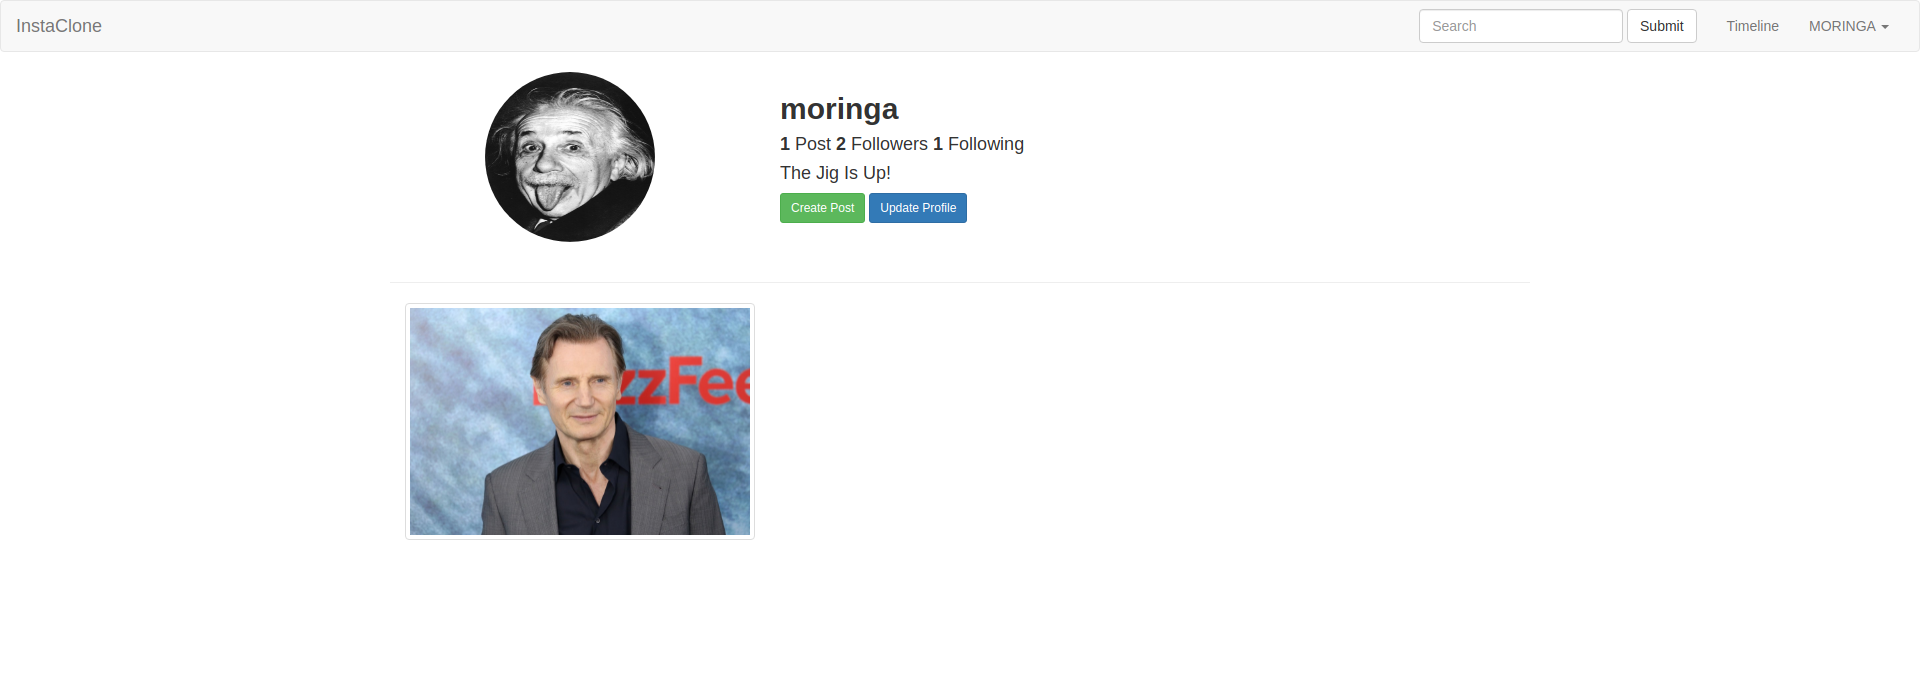 InstaClone
Search
Submit
Timeline
MORINGA
moringa
1 Post 2 Followers 1 Following
The Jig Is Up!
Create Post
Update Profile
zzFee